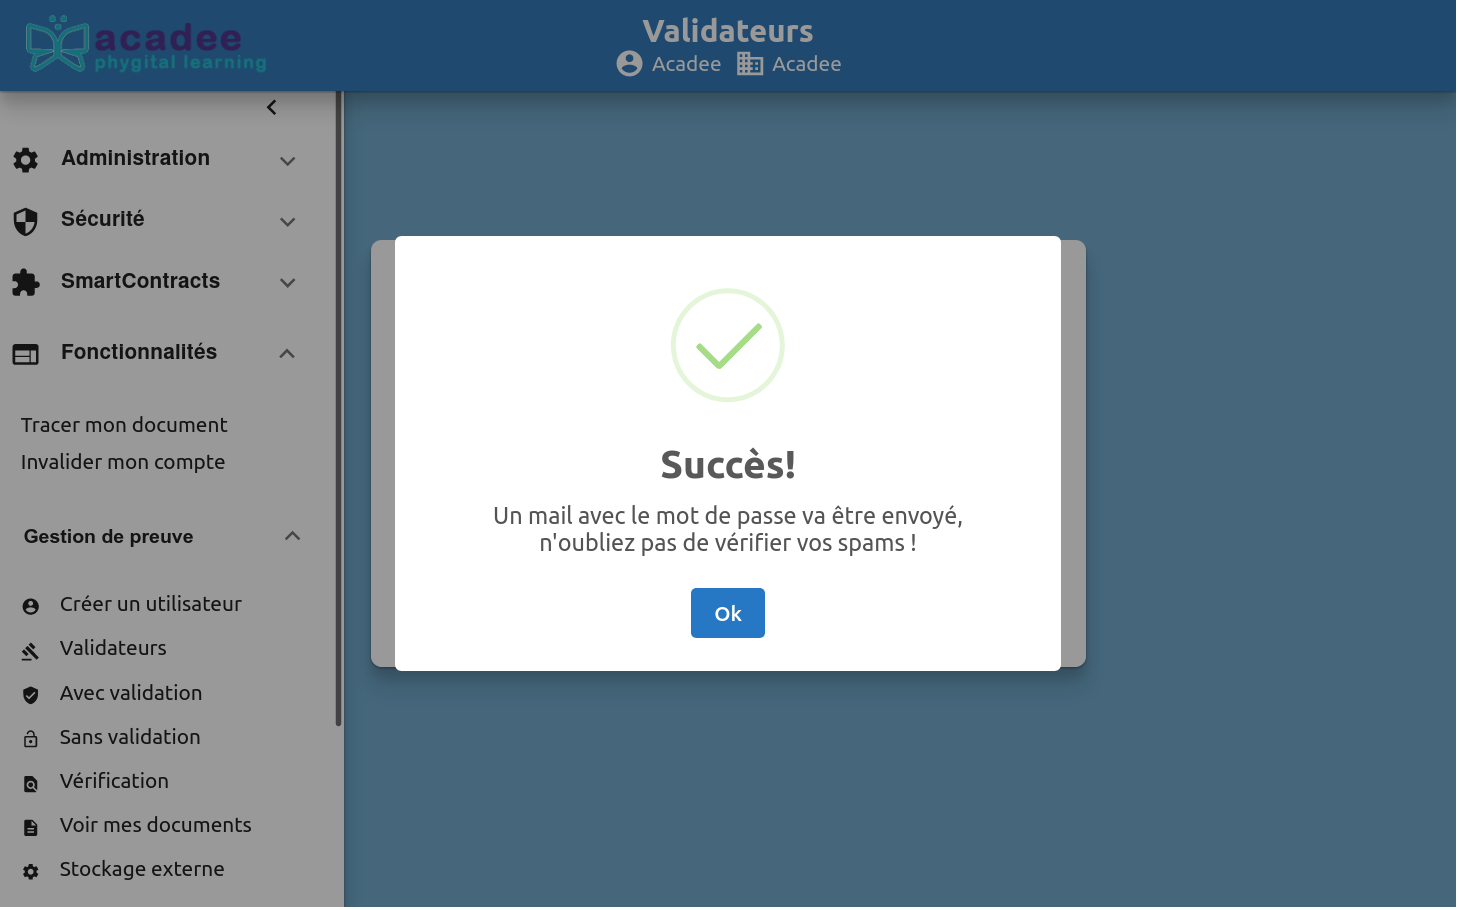 acadee
phygital learning
Validateurs
Acadee Acadee
Administration
Sécurité
SmartContracts
Fonctionnalités
Tracer mon document
Invalider mon compte
Gestion de preuve
Créer un utilisateur
Validateurs
Avec validation
Sans validation
Vérification
Voir mes documents
Stockage externe
Succès!
Un mail avec le mot de passe va être envoyé,
n'oubliez pas de vérifier vos spams !
Ok